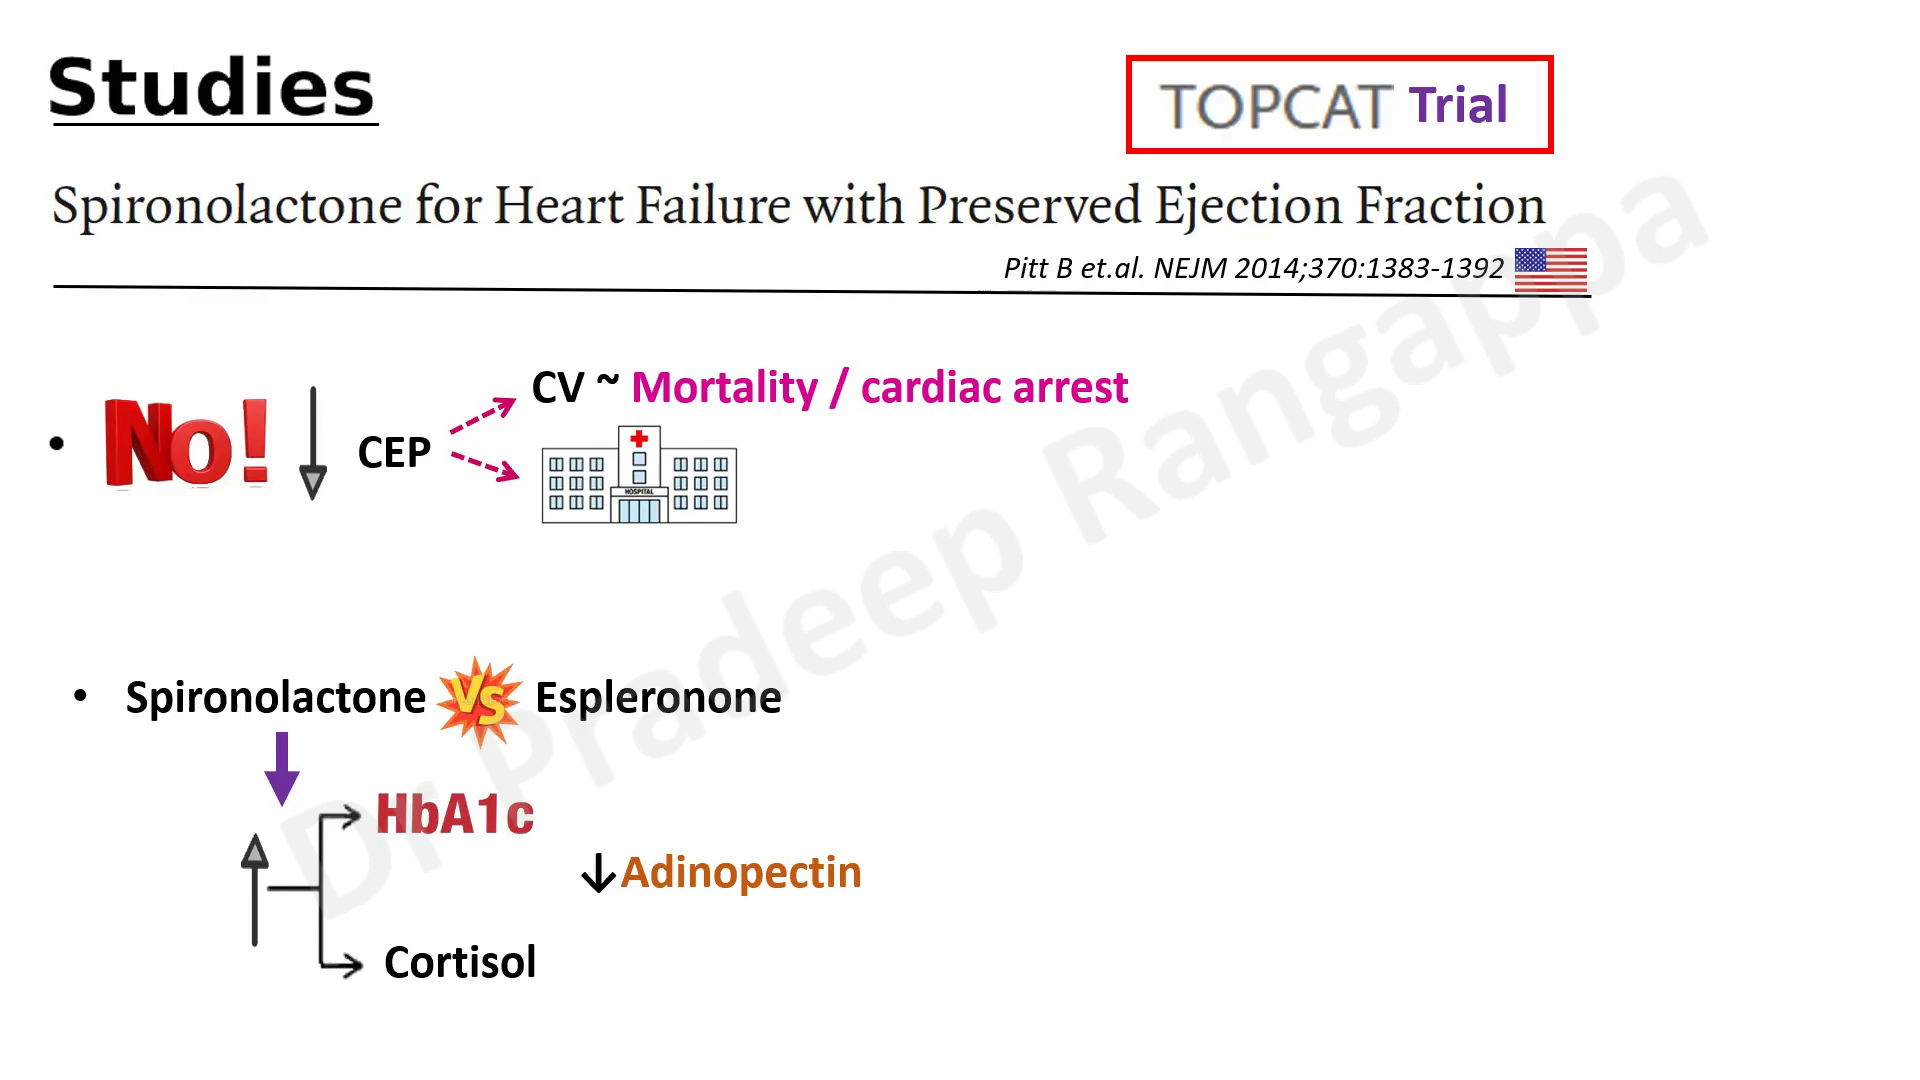 Studies
TOPCAT Trial
Spironolactone for Heart Failure with Preserved Ejection Fraction
Pitt B et.al. NEJM 2014;370:1383-1392
CV ~ Mortality / cardiac arrest
• No! CEP
HOSPITAL
• Spironolactone VS Espleronone
HbA1c
↓Adinopectin
Cortisol
Dr Pradeep Rangappa